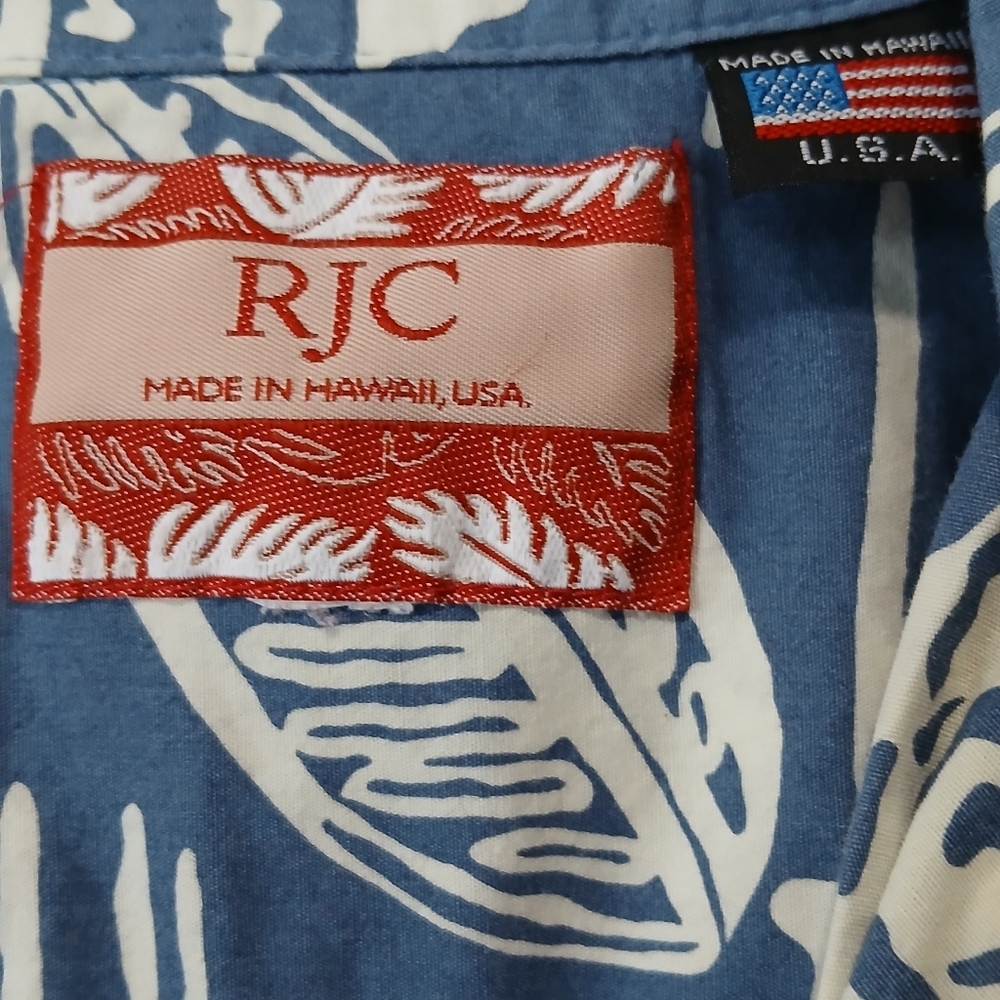 MADE IN HAWAII
U.S.A.
RJC
MADE IN HAWAII, USA.